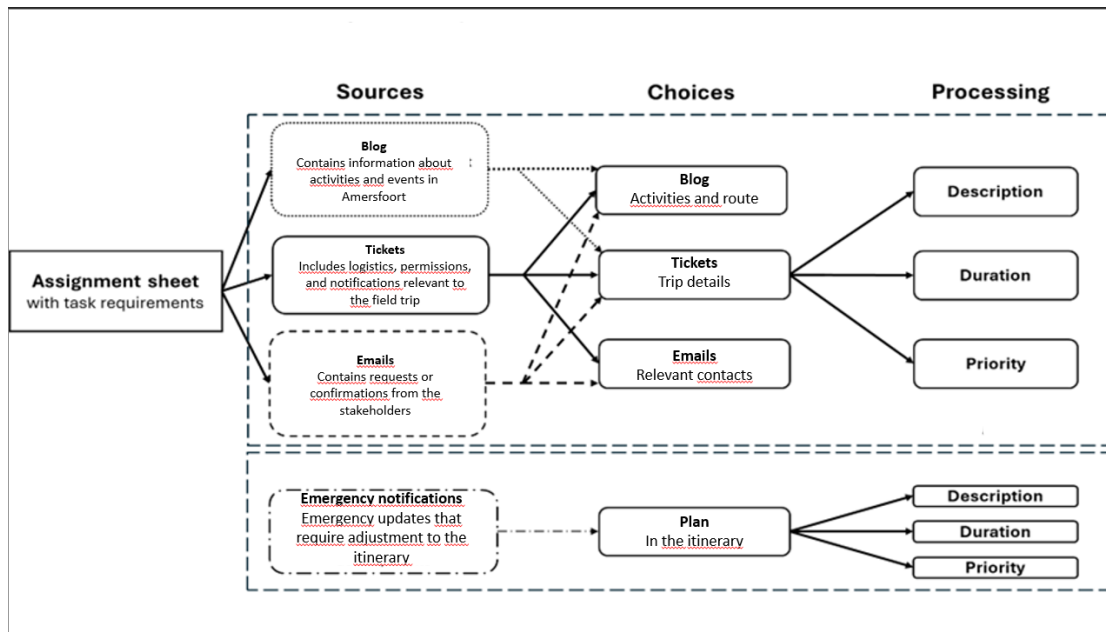 Sources
Choices
Processing
Blog
Contains information about
activities and events in
Amersfoort
Tickets
Includes logistics, permissions,
and notifications relevant to
the field trip
Emails
Contains requests or
confirmations from the
stakeholders
Assignment sheet
with task requirements
Blog
Activities and route
Tickets
Trip details
Emails
Relevant contacts
Description
Duration
Priority
Emergency notifications
Emergency updates that
require adjustment to the
itinerary
Plan
In the itinerary
Description
Duration
Priority